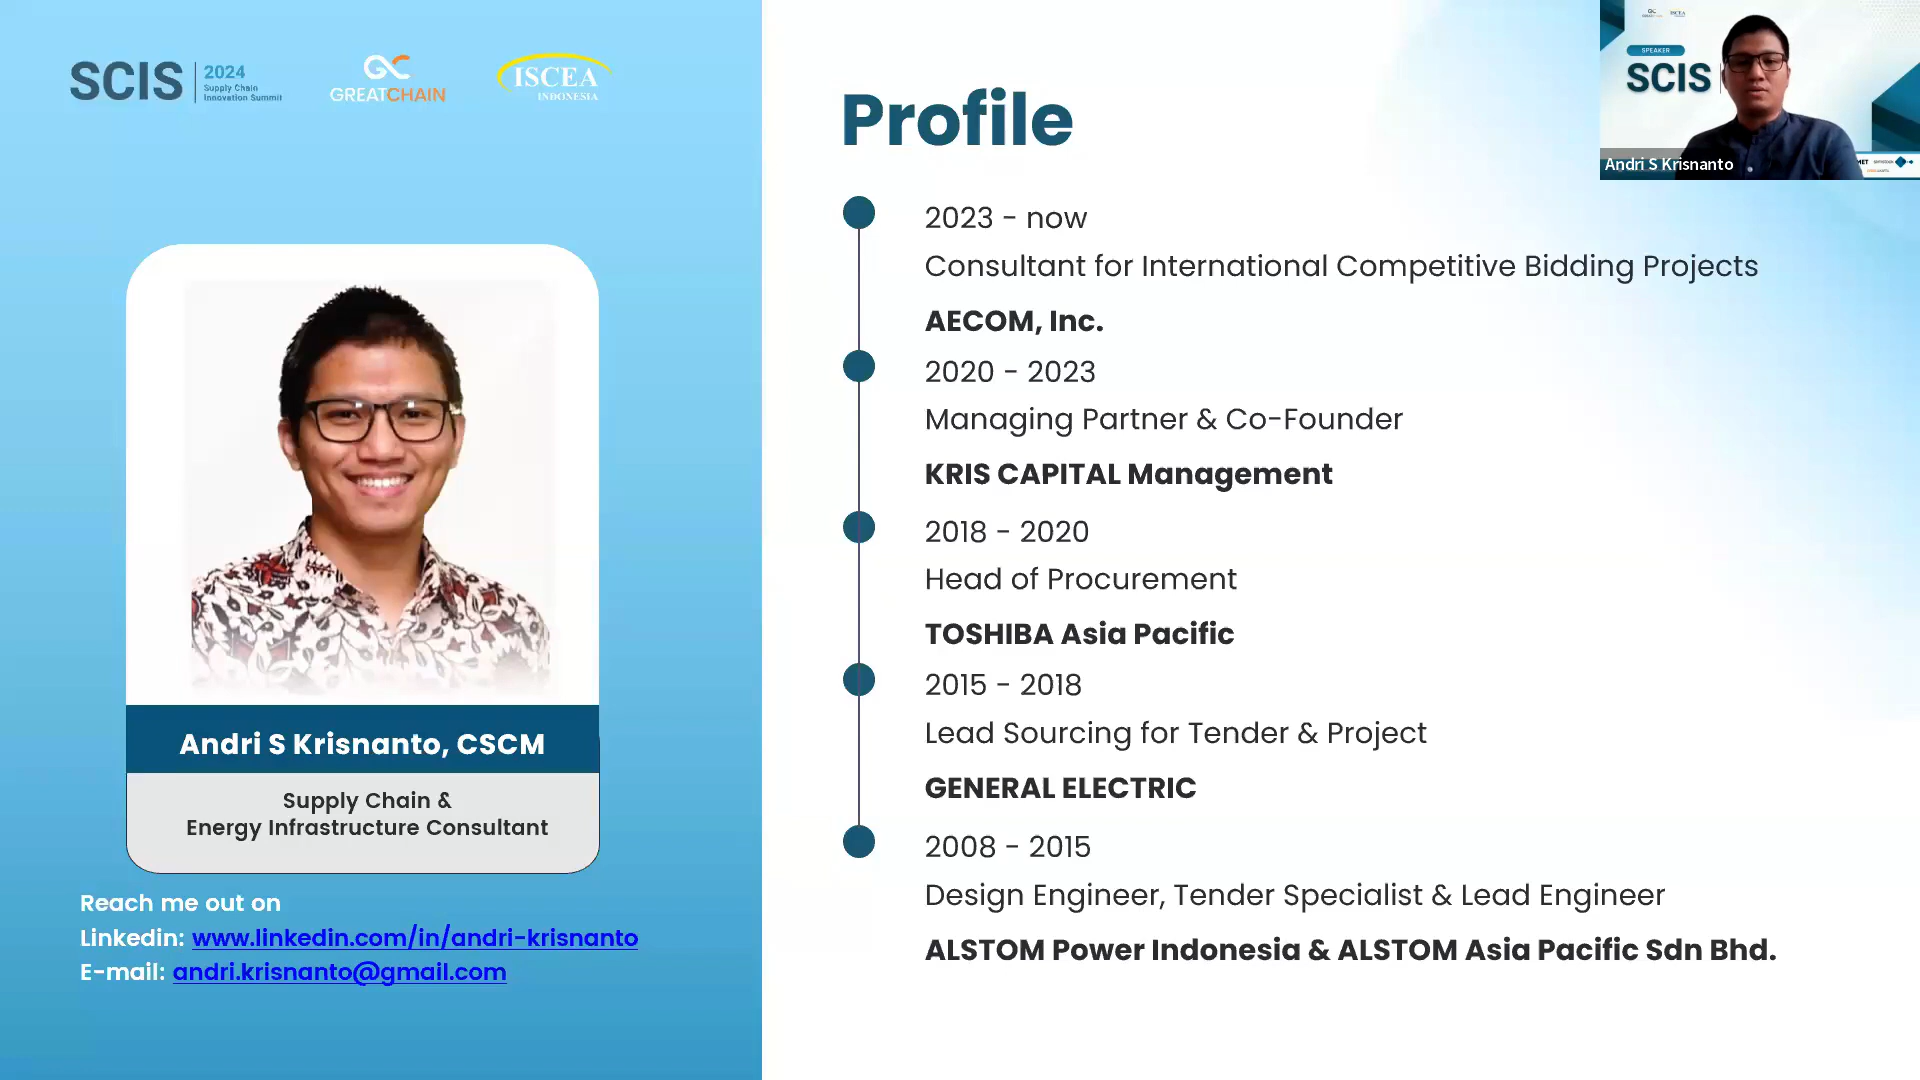 SCIS
2024
Supply Chain
Innovation Summit
GC
GREATCHAIN
ISCEA
INDONESIA
Andri S Krisnanto, CSCM
Supply Chain &
Energy Infrastructure Consultant
Reach me out on
Linkedin: www.linkedin.com/in/andri-krisnanto
E-mail: andri.krisnanto@gmail.com
Profile
2023 - now
Consultant for International Competitive Bidding Projects
AECOM, Inc.
2020 - 2023
Managing Partner & Co-Founder
KRIS CAPITAL Management
2018 - 2020
Head of Procurement
TOSHIBA Asia Pacific
2015 - 2018
Lead Sourcing for Tender & Project
GENERAL ELECTRIC
2008 - 2015
Design Engineer, Tender Specialist & Lead Engineer
ALSTOM Power Indonesia & ALSTOM Asia Pacific Sdn Bhd.
SPEAKER
SCIS
Andri S Krisnanto